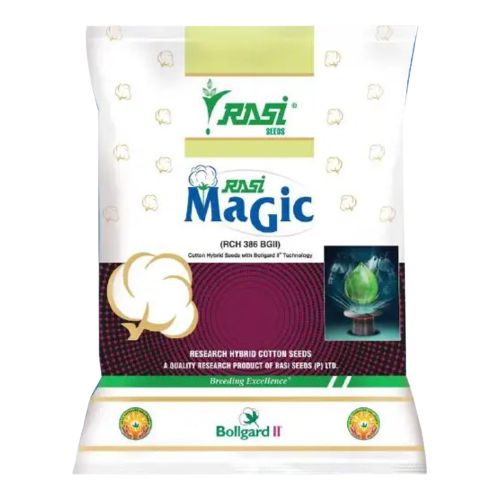 RASi®
SEEDS
RASi
MaGic
(RCH 386 BGII)
Cotton Hybrid Seeds with Bollgard II® Technology
RESEARCH HYBRID COTTON SEEDS
A QUALITY RESEARCH PRODUCT OF RASI SEEDS (P) LTD.
Breeding Excellence®
Bollgard II®